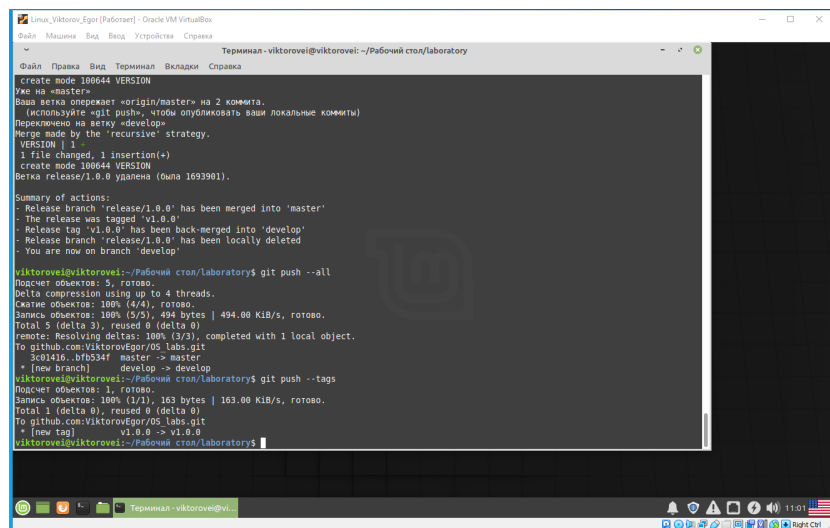 Linux_Viktorov_Egor [Работает] - Oracle VM VirtualBox
Файл Машина Вид Ввод Устройства Справка
Терминал - viktorovei@viktorovei: ~/Рабочий стол/laboratory
Файл Правка Вид Терминал Вкладки Справка
create mode 100644 VERSION
Уже на «master»
Ваша ветка опережает «origin/master» на 2 коммита.
(используйте «git push», чтобы опубликовать ваши локальные коммиты)
Переключено на ветку «develop»
Merge made by the 'recursive' strategy.
VERSION | 1 +
1 file changed, 1 insertion(+)
create mode 100644 VERSION
Ветка release/1.0.0 удалена (была 1693901).
Summary of actions:
- Release branch 'release/1.0.0' has been merged into 'master'
- The release was tagged 'v1.0.0'
- Release tag 'v1.0.0' has been back-merged into 'develop'
- Release branch 'release/1.0.0' has been locally deleted
- You are now on branch 'develop'
viktorovei@viktorovei:~/Рабочий стол/laboratory$ git push --all
Подсчет объектов: 5, готово.
Delta compression using up to 4 threads.
Сжатие объектов: 100% (4/4), готово.
Запись объектов: 100% (5/5), 494 bytes | 494.00 KiB/s, готово.
Total 5 (delta 3), reused 0 (delta 0)
remote: Resolving deltas: 100% (3/3), completed with 1 local object.
To github.com:ViktorovEgor/OS_labs.git
3c01416..bfb534f master -> master
* [new branch] develop -> develop
viktorovei@viktorovei:~/Рабочий стол/laboratory$ git push --tags
Подсчет объектов: 1, готово.
Запись объектов: 100% (1/1), 163 bytes | 163.00 KiB/s, готово.
Total 1 (delta 0), reused 0 (delta 0)
To github.com:ViktorovEgor/OS_labs.git
* [new tag] v1.0.0 -> v1.0.0
viktorovei@viktorovei:~/Рабочий стол/laboratory$
Терминал - viktorovei@vi...
11:01
Right Ctrl